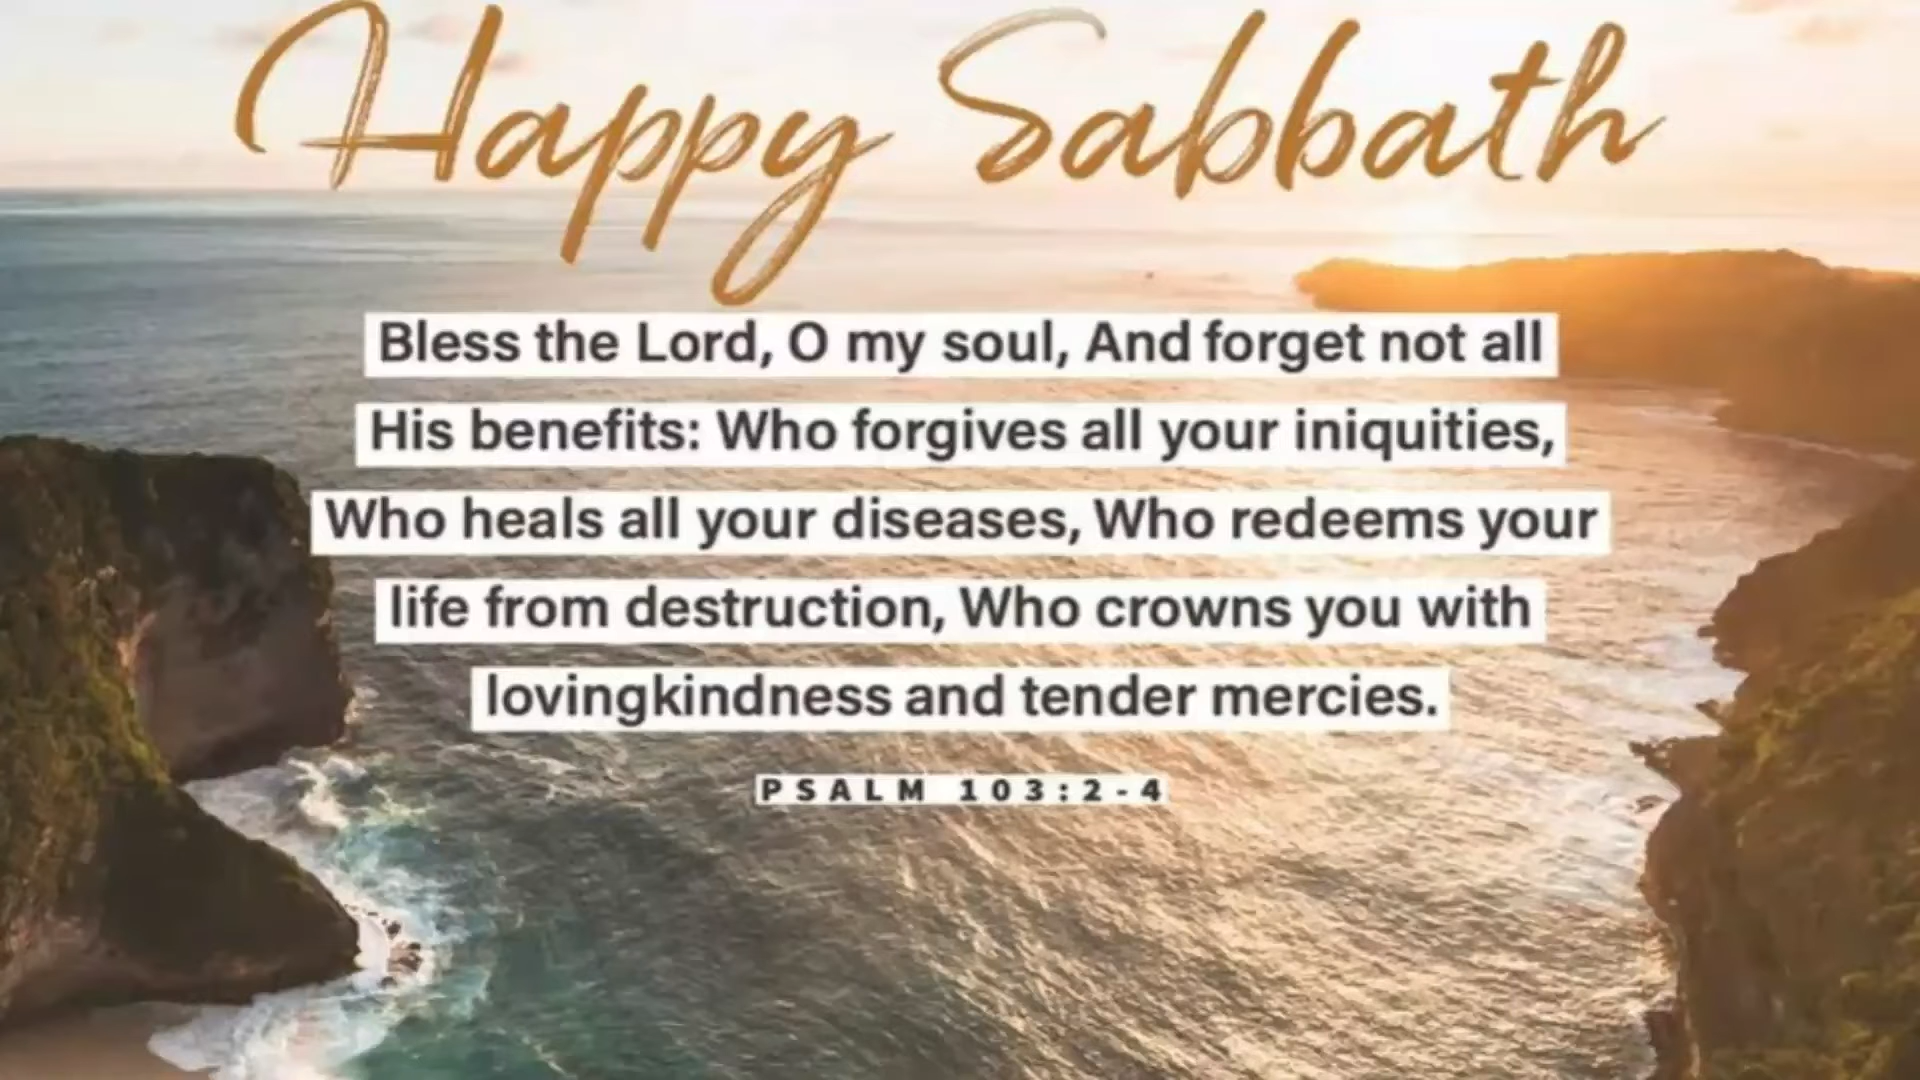 Happy Sabbath
Bless the Lord, O my soul, And forget not all
His benefits: Who forgives all your iniquities,
Who heals all your diseases, Who redeems your
life from destruction, Who crowns you with
lovingkindness and tender mercies.
PSALM 103:2-4